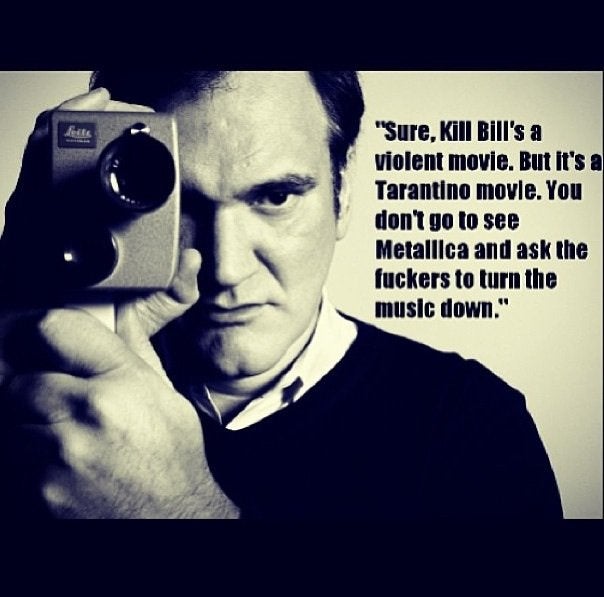 Leitz
"Sure, Kill Bill's a
violent movie. But it's a
Tarantino movie. You
don't go to see
Metallica and ask the
fuckers to turn the
music down."